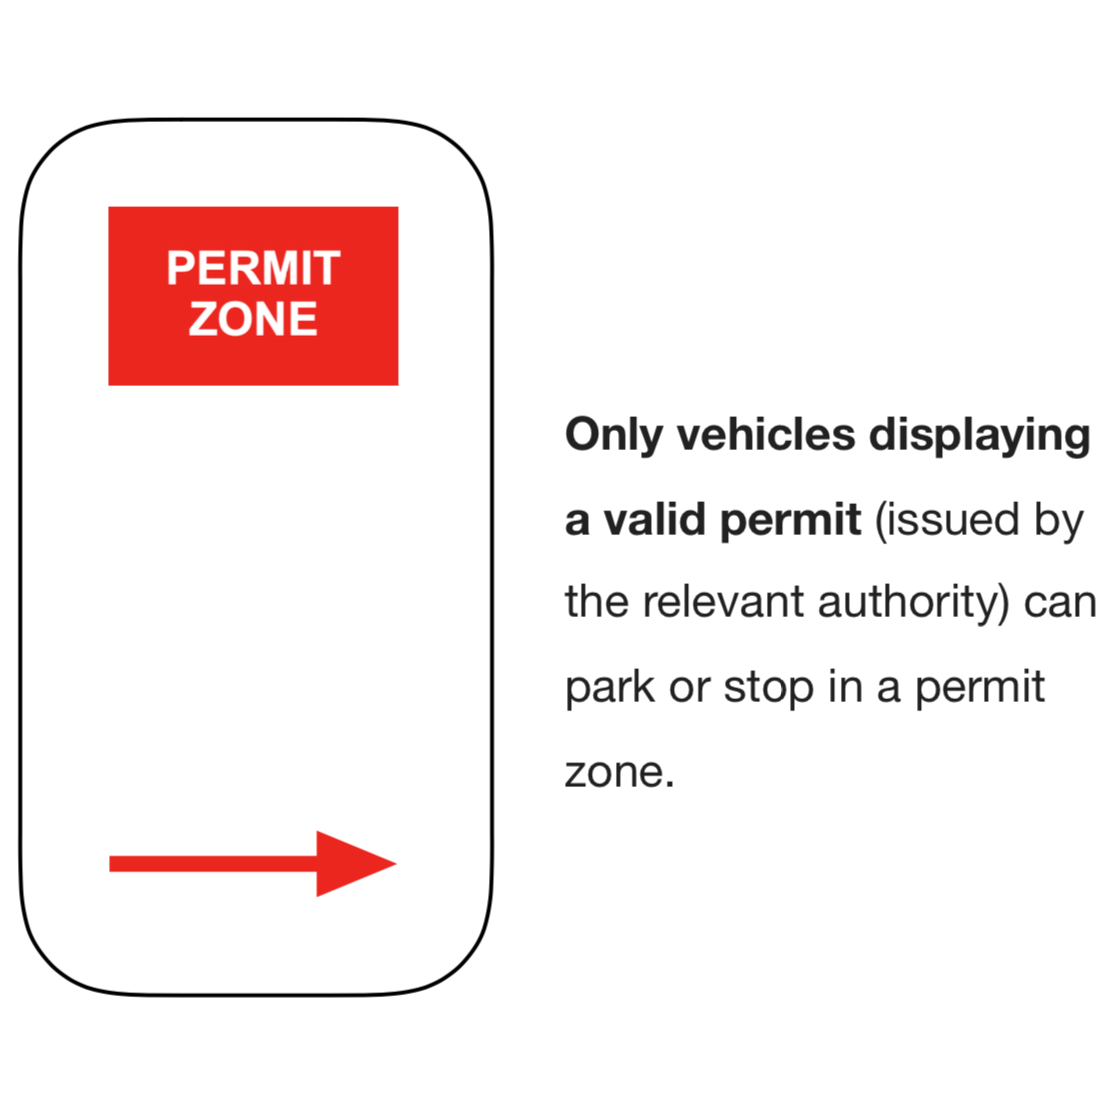 PERMIT
ZONE
Only vehicles displaying
a valid permit (issued by
the relevant authority) can
park or stop in a permit
zone.